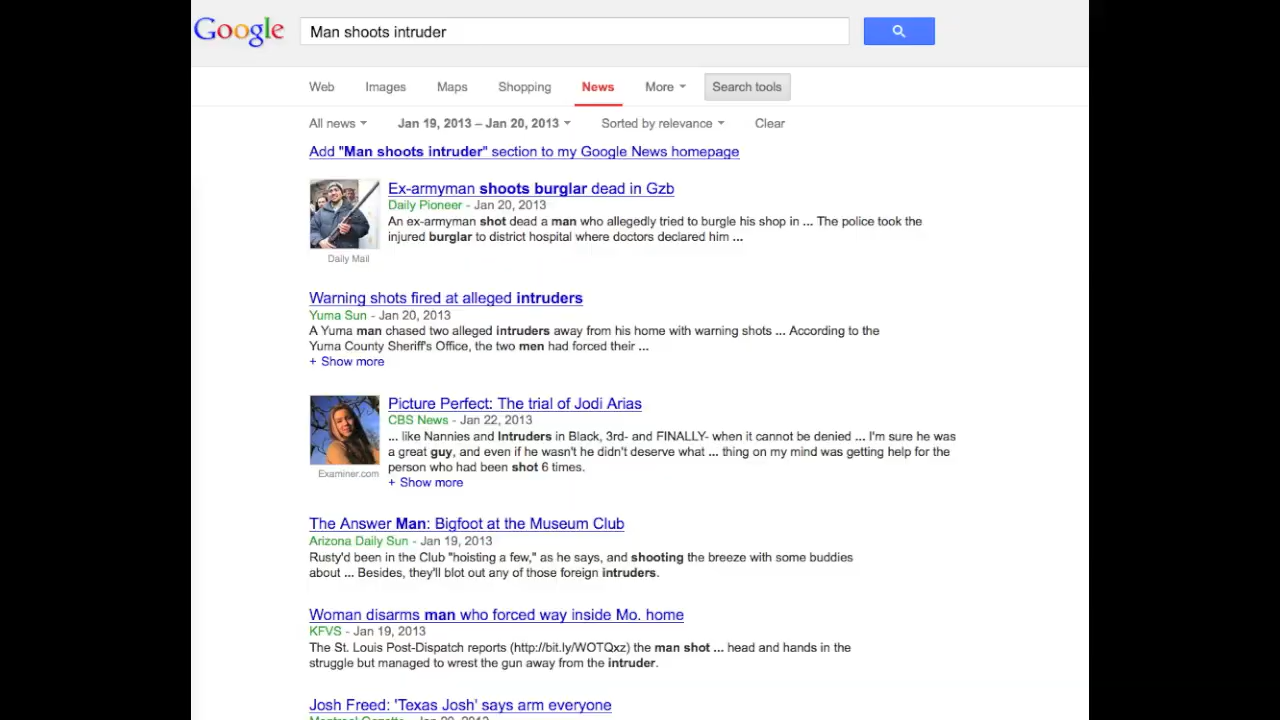 Google Man shoots intruder
Web Images Maps Shopping News More Search tools
All news Jan 19, 2013 – Jan 20, 2013 Sorted by relevance Clear
Add "Man shoots intruder" section to my Google News homepage
Ex-armyman shoots burglar dead in Gzb
Daily Pioneer - Jan 20, 2013
An ex-armyman shot dead a man who allegedly tried to burgle his shop in ... The police took the
injured burglar to district hospital where doctors declared him ...
Daily Mail
Warning shots fired at alleged intruders
Yuma Sun - Jan 20, 2013
A Yuma man chased two alleged intruders away from his home with warning shots ... According to the
Yuma County Sheriff's Office, the two men had forced their ...
+ Show more
Picture Perfect: The trial of Jodi Arias
CBS News - Jan 22, 2013
... like Nannies and Intruders in Black, 3rd- and FINALLY- when it cannot be denied ... I'm sure he was
a great guy, and even if he wasn't he didn't deserve what ... thing on my mind was getting help for the
person who had been shot 6 times.
Examiner.com
+ Show more
The Answer Man: Bigfoot at the Museum Club
Arizona Daily Sun - Jan 19, 2013
Rusty'd been in the Club "hoisting a few," as he says, and shooting the breeze with some buddies
about ... Besides, they'll blot out any of those foreign intruders.
Woman disarms man who forced way inside Mo. home
KFVS - Jan 19, 2013
The St. Louis Post-Dispatch reports (http://bit.ly/WOTQxz) the man shot ... head and hands in the
struggle but managed to wrest the gun away from the intruder.
Josh Freed: 'Texas Josh' says arm everyone